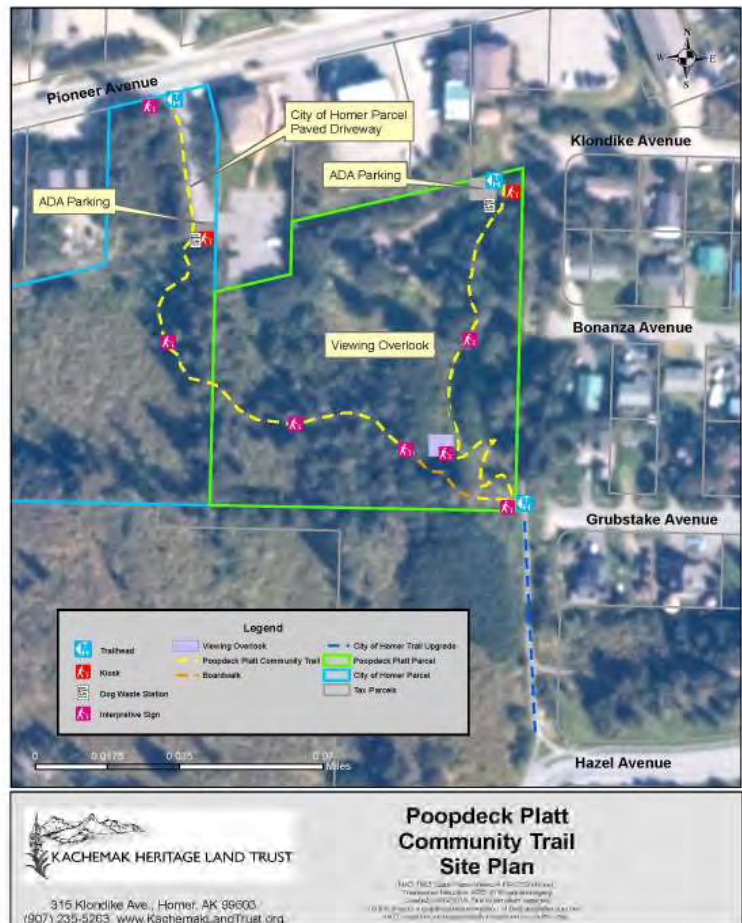 Pioneer Avenue
N
W
E
S
City of Homer Parcel
Paved Driveway
Klondike Avenue
ADA Parking
ADA Parking
Bonanza Avenue
Viewing Overlook
Grubstake Avenue
Legend
Trailhead
Kiosk
Dog Waste Station
Interpretive Sign
Viewing Overlook
Poopdeck Platt Community Trail
Boardwalk
City of Homer Trail Upgrade
Poopdeck Platt Parcel
City of Homer Parcel
Tax Parcels
0 0.0175 0.035 0.07
Miles
Hazel Avenue
KACHEMAK HERITAGE LAND TRUST
315 Klondike Ave., Homer, AK 99603
(907) 235-5263 www.KachemakLandTrust.org
Poopdeck Platt
Community Trail
Site Plan